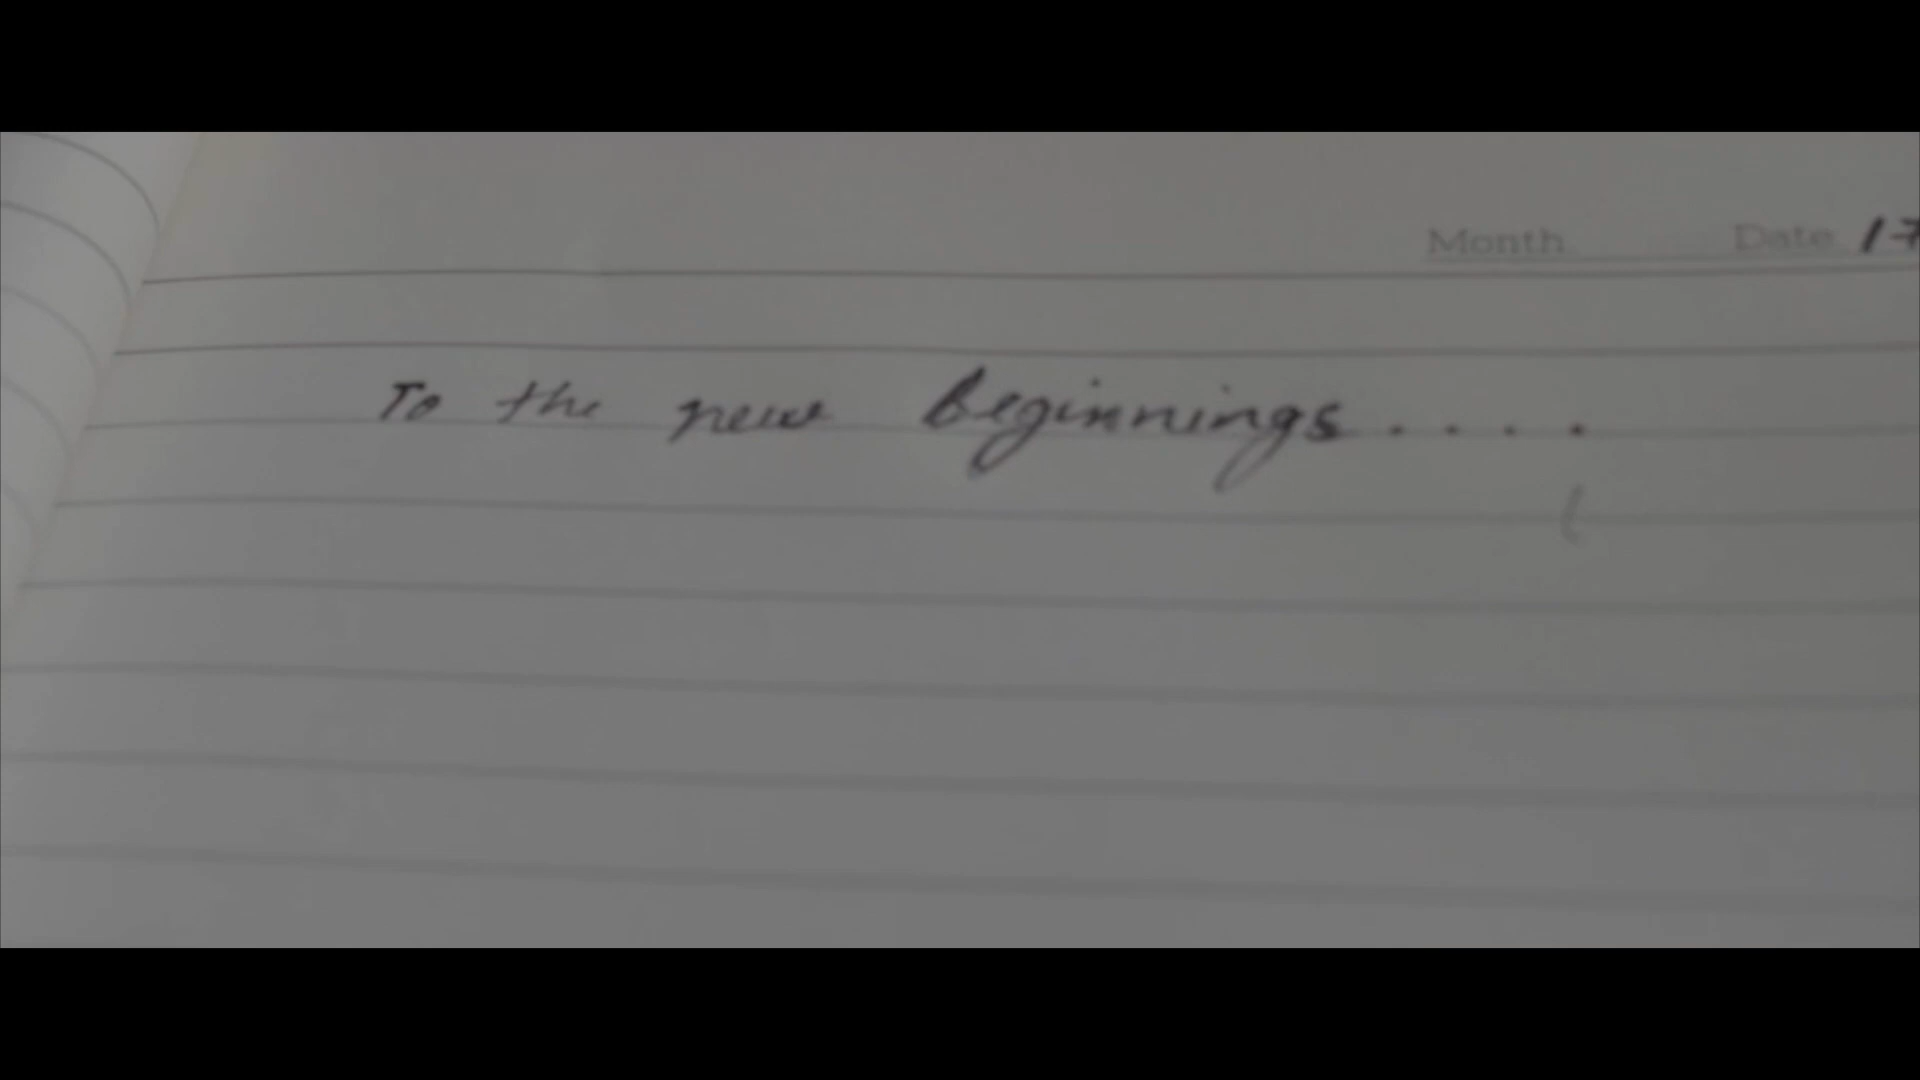 Month Date 17
To the new beginnings....